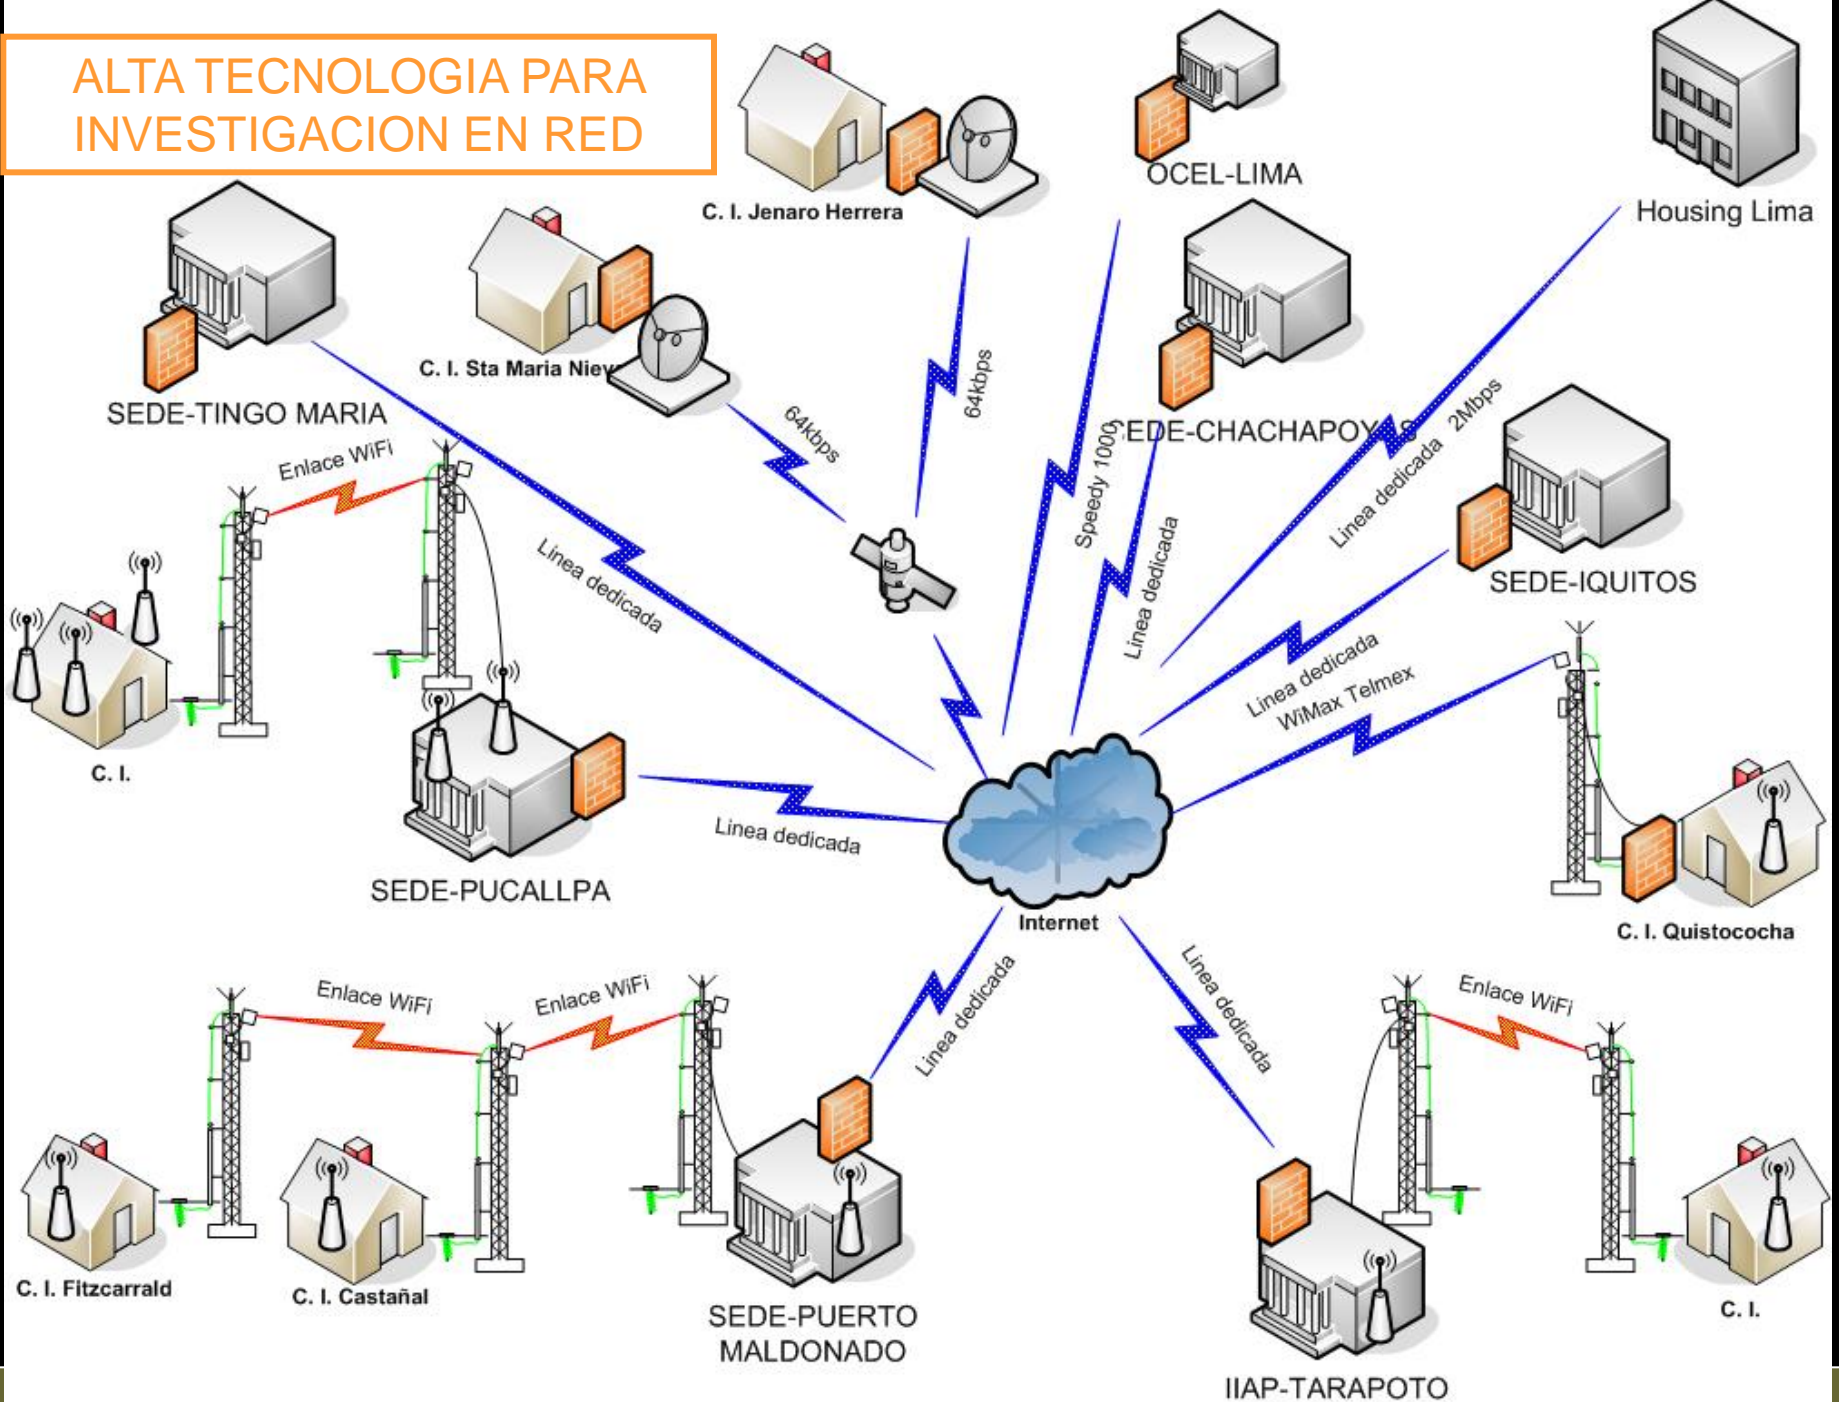 ALTA TECNOLOGIA PARA
INVESTIGACION EN RED
C. I. Jenaro Herrera
OCEL-LIMA
Housing Lima
C. I. Sta Maria
SEDE-TINGO MARIA
64kbps
64kbps
Speedy 1000
Linea dedicada 2Mbps
Enlace WiFi
Linea dedicada
Linea dedicada
SEDE-IQUITOS
Linea dedicada
WiMax Telmex
C. I.
Linea dedicada
SEDE-PUCALLPA
Internet
C. I. Quistococha
Enlace WiFi
Enlace WiFi
Linea dedicada
Linea dedicada
Enlace WiFi
C. I. Fitzcarrald
C. I. Castañal
SEDE-PUERTO
MALDONADO
C. I.
IIAP-TARAPOTO